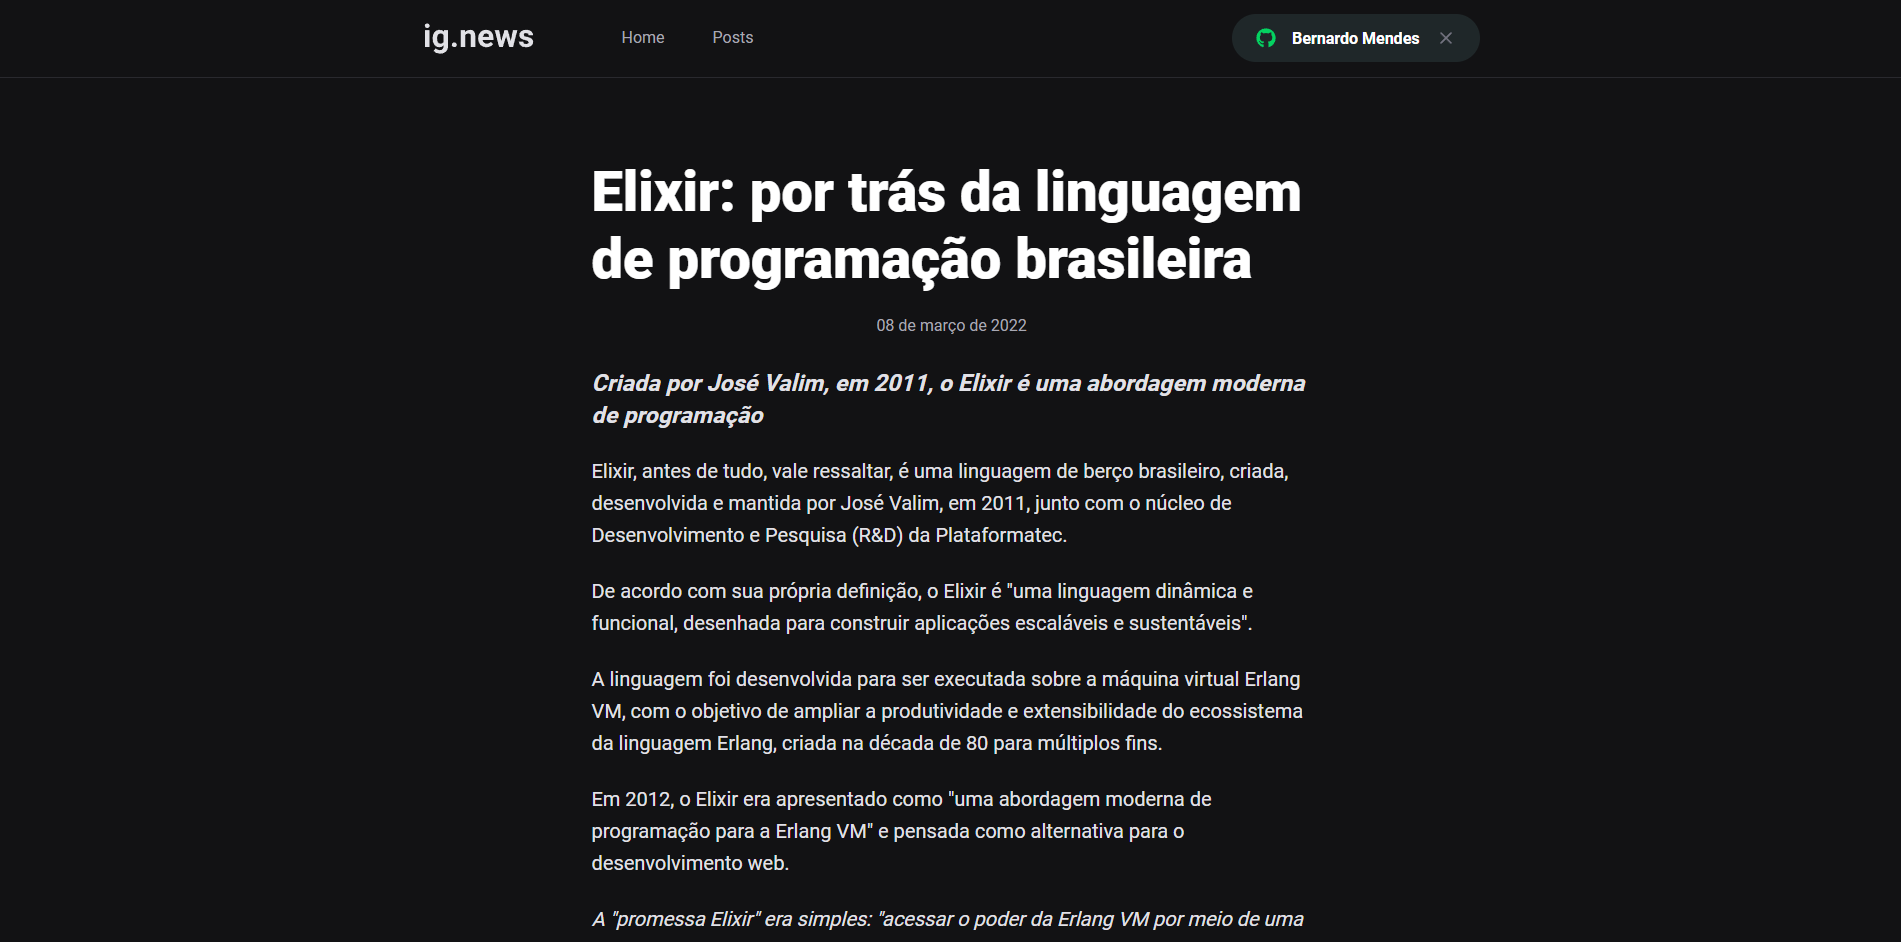 ig.news
Home
Posts
Bernardo Mendes
Elixir: por trás da linguagem
de programação brasileira
08 de março de 2022
Criada por José Valim, em 2011, o Elixir é uma abordagem moderna
de programação
Elixir, antes de tudo, vale ressaltar, é uma linguagem de berço brasileiro, criada,
desenvolvida e mantida por José Valim, em 2011, junto com o núcleo de
Desenvolvimento e Pesquisa (R&D) da Plataformatec.
De acordo com sua própria definição, o Elixir é "uma linguagem dinâmica e
funcional, desenhada para construir aplicações escaláveis e sustentáveis".
A linguagem foi desenvolvida para ser executada sobre a máquina virtual Erlang
VM, com o objetivo de ampliar a produtividade e extensibilidade do ecossistema
da linguagem Erlang, criada na década de 80 para múltiplos fins.
Em 2012, o Elixir era apresentado como "uma abordagem moderna de
programação para a Erlang VM" e pensada como alternativa para o
desenvolvimento web.
A "promessa Elixir" era simples: "acessar o poder da Erlang VM por meio de uma